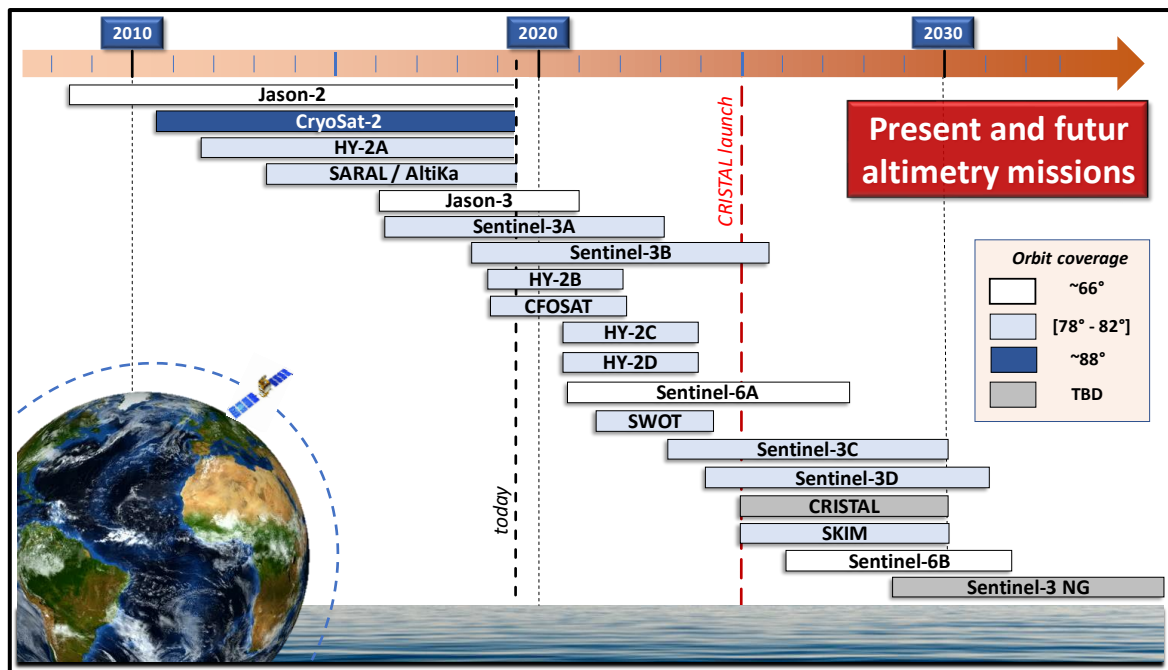 2010
2020
2030
Jason-2
CryoSat-2
HY-2A
SARAL / AltiKa
Jason-3
Sentinel-3A
Sentinel-3B
HY-2B
CFOSAT
HY-2C
HY-2D
Sentinel-6A
SWOT
Sentinel-3C
Sentinel-3D
CRISTAL
SKIM
Sentinel-6B
Sentinel-3 NG
today
CRISTAL launch
Present and futur
altimetry missions
Orbit coverage
~66°
[78° - 82°]
~88°
TBD